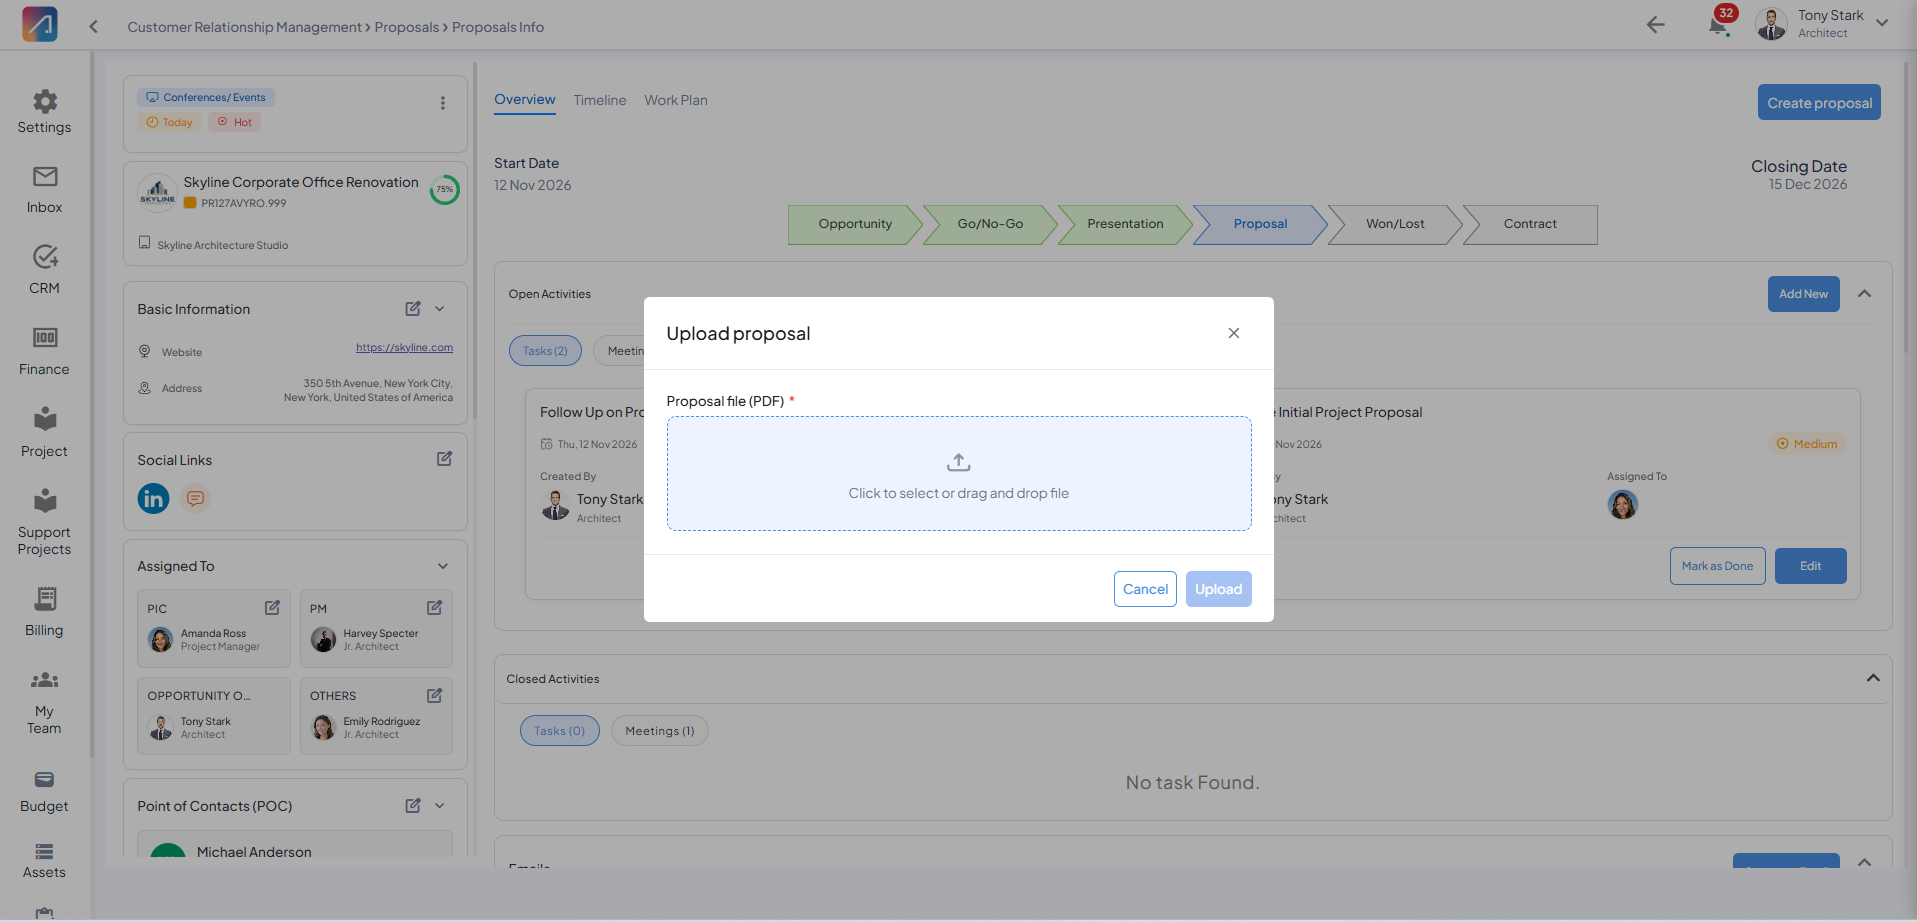 Customer Relationship Management > Proposals > Proposals Info
32
Tony Stark
Architect
Settings
Inbox
CRM
Finance
Project
Support
Projects
Billing
My
Team
Budget
Assets
Conferences/ Events
Today
Hot
SKYLINE
Skyline Corporate Office Renovation
PR127AVYRO.999
75%
Skyline Architecture Studio
Basic Information
Website
https://skyline.com
Address
350 5th Avenue, New York City,
New York, United States of America
Social Links
Assigned To
PIC
Amanda Ross
Project Manager
PM
Harvey Specter
Jr. Architect
OPPORTUNITY O...
Tony Stark
Architect
OTHERS
Emily Rodriguez
Jr. Architect
Point of Contacts (POC)
Michael Anderson
Overview
Timeline
Work Plan
Create proposal
Start Date
12 Nov 2026
Closing Date
15 Dec 2026
Opportunity
Go/No-Go
Presentation
Proposal
Won/Lost
Contract
Open Activities
Add New
Tasks (2)
Meetin
Follow Up on Pro
Thu, 12 Nov 2026
Created By
Tony Stark
Architect
Initial Project Proposal
Nov 2026
Medium
y
ony Stark
chitect
Assigned To
Mark as Done
Edit
Upload proposal
Proposal file (PDF) *
Click to select or drag and drop file
Cancel
Upload
Closed Activities
Tasks (0)
Meetings (1)
No task Found.
Emails